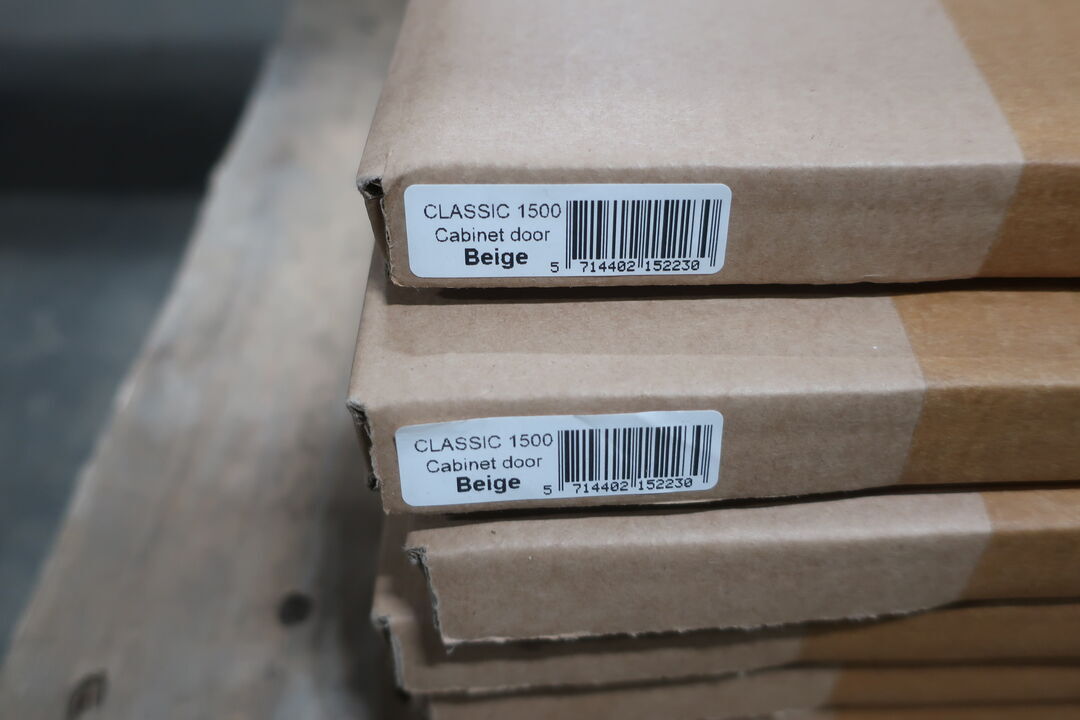 CLASSIC 1500
Cabinet door
Beige
5 714402 152230
CLASSIC 1500
Cabinet door
Beige
5 714402 152230